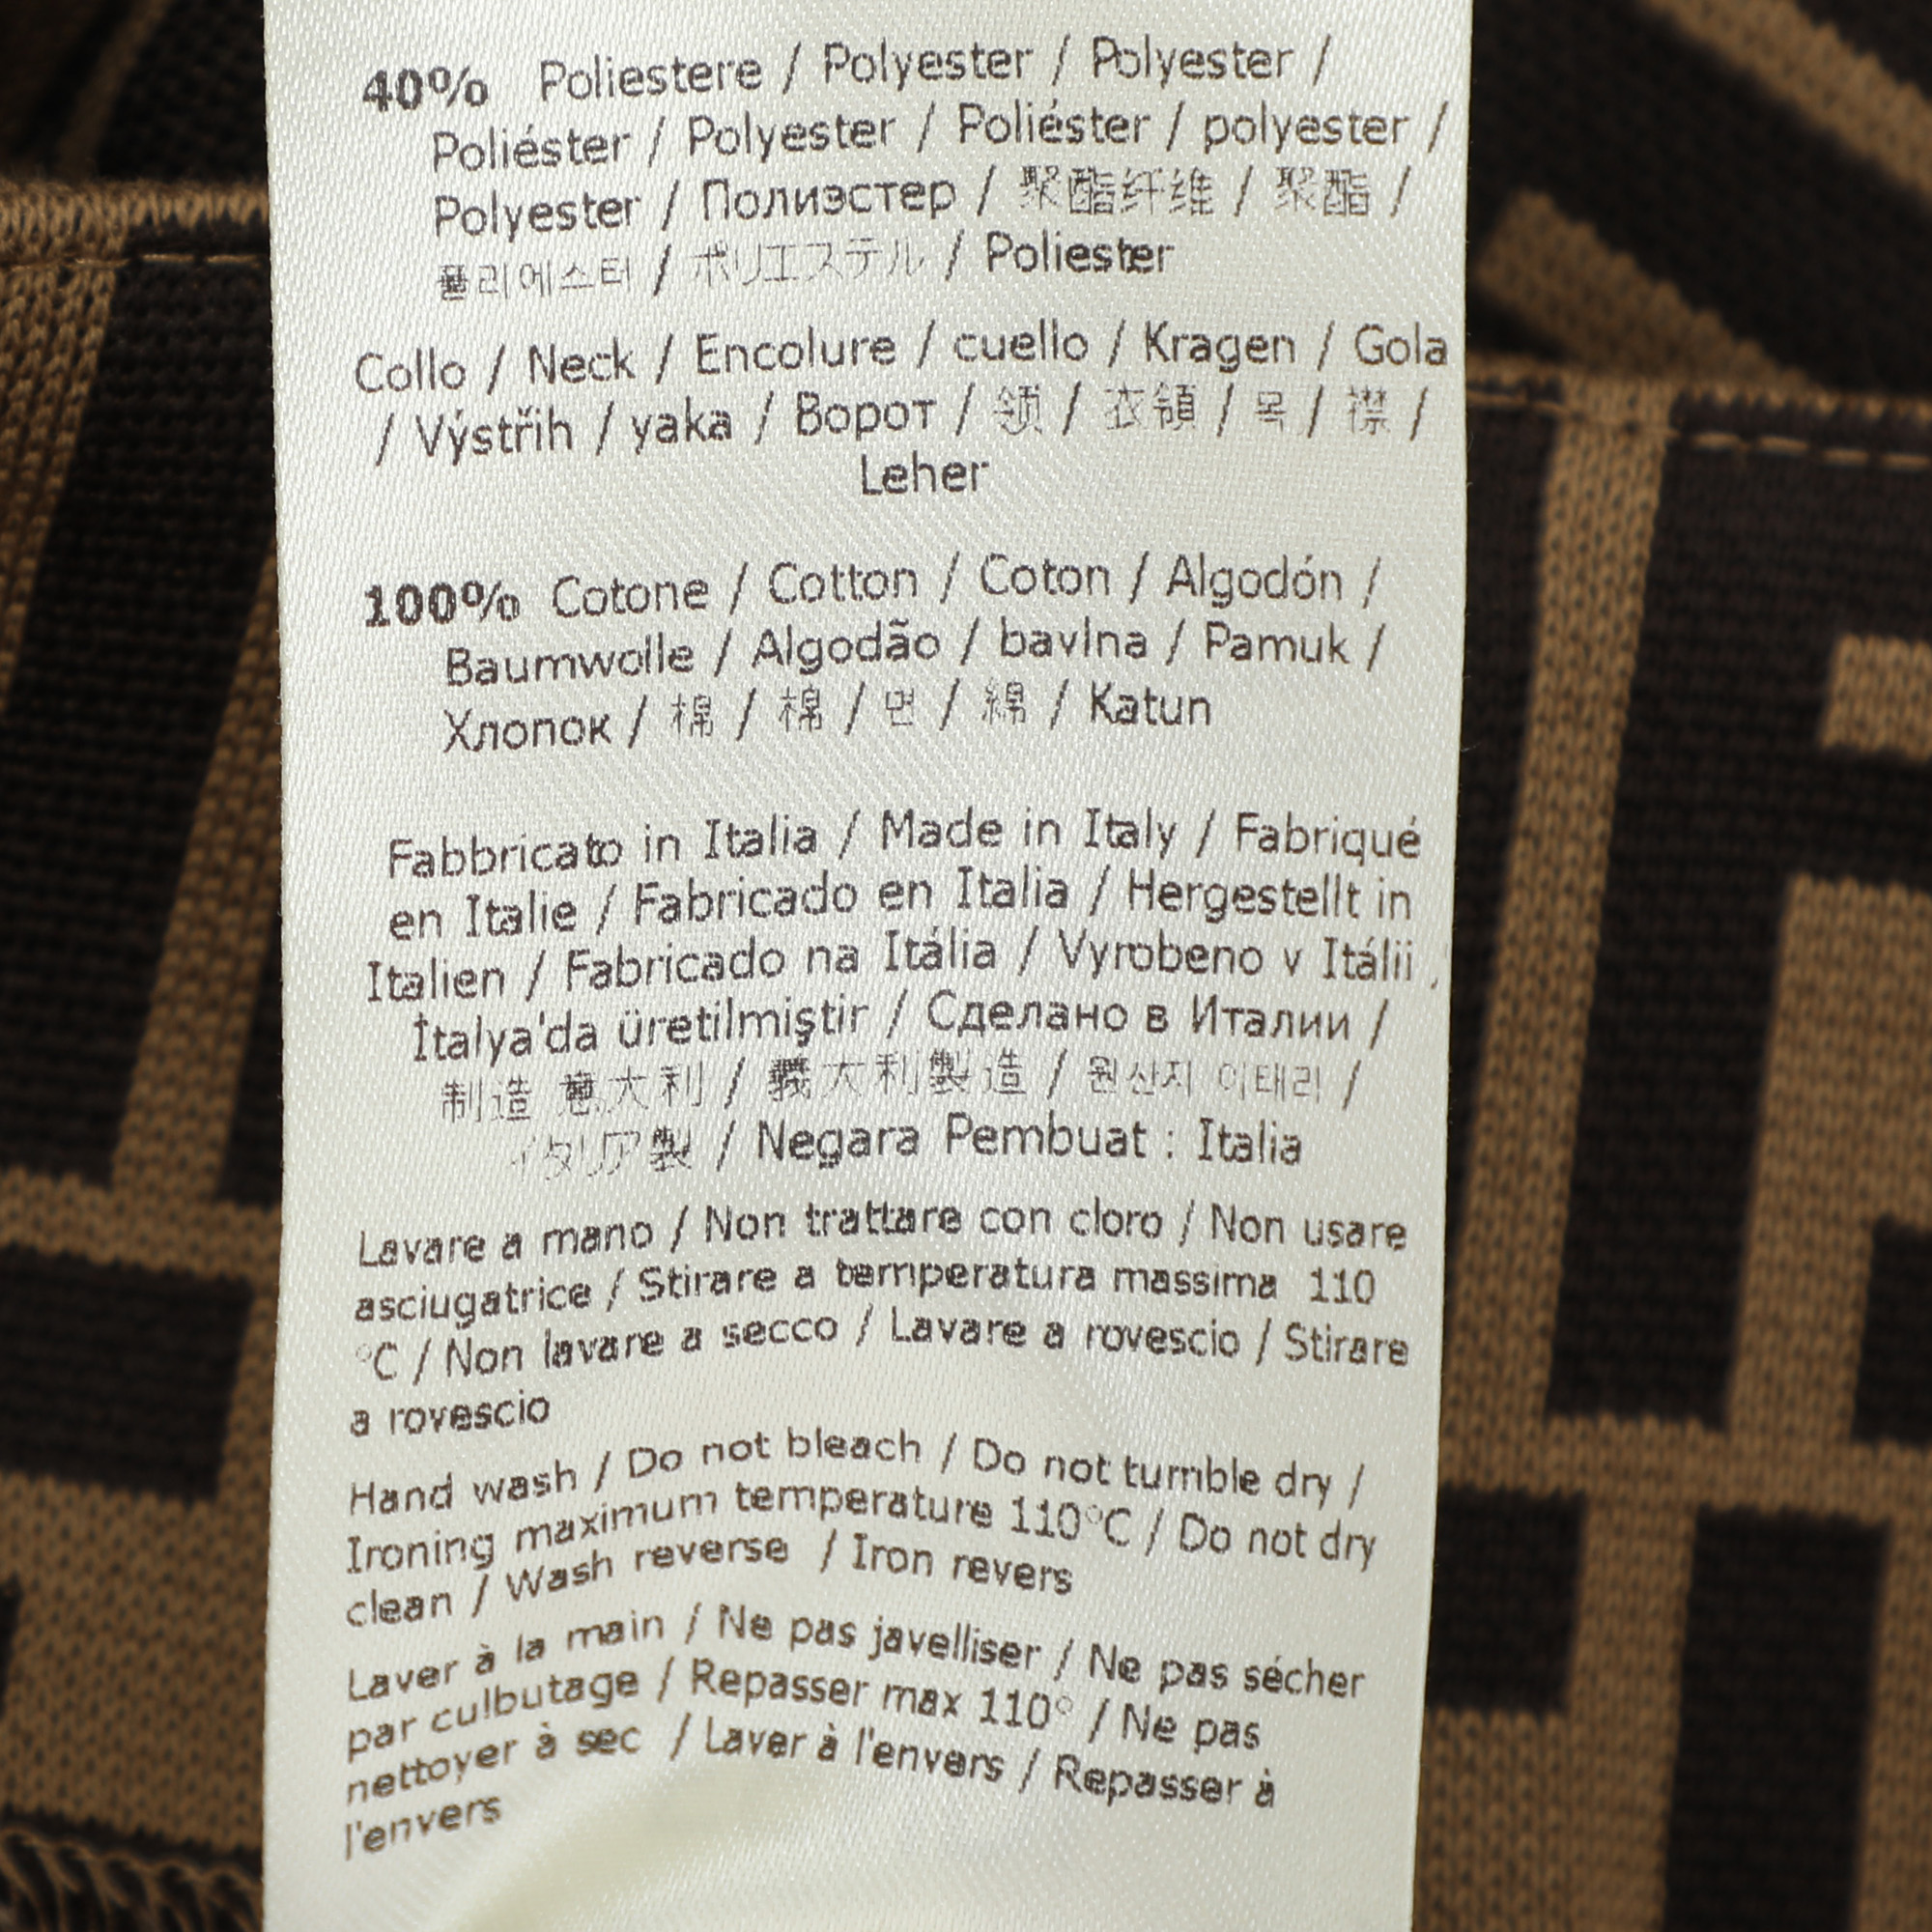 40% Poliestere / Polyester / Polyester /
Poliéster / Polyester / Poliéster / polyester /
Polyester / Полиэстер / 聚酯纤维 / 聚酯 /
폴리에스터 / ポリエステル / Poliester
Collo / Neck / Encolure / cuello / Kragen / Gola
/ Výstřih / yaka / Ворот / 领 / 衣領 / 목 / 襟 /
Leher
100% Cotone / Cotton / Coton / Algodón /
Baumwolle / Algodão / bavlna / Pamuk /
Хлопок / 棉 / 棉 / 면 / 綿 / Katun
Fabbricato in Italia / Made in Italy / Fabriqué
en Italie / Fabricado en Italia / Hergestellt in
Italien / Fabricado na Itália / Vyrobeno v Itálii /
İtalya'da üretilmiştir / Сделано в Италии /
制造 意大利 / 義大利製造 / 원산지 이태리 /
イタリア製 / Negara Pembuat : Italia
Lavare a mano / Non trattare con cloro / Non usare
asciugatrice / Stirare a temperatura massima 110
°C / Non lavare a secco / Lavare a rovescio / Stirare
a rovescio
Hand wash / Do not bleach / Do not tumble dry /
Ironing maximum temperature 110°C / Do not dry
clean / Wash reverse / Iron revers
Laver à la main / Ne pas javelliser / Ne pas sécher
par culbutage / Repasser max 110° / Ne pas
nettoyer à sec / Laver à l'envers / Repasser à
l'envers